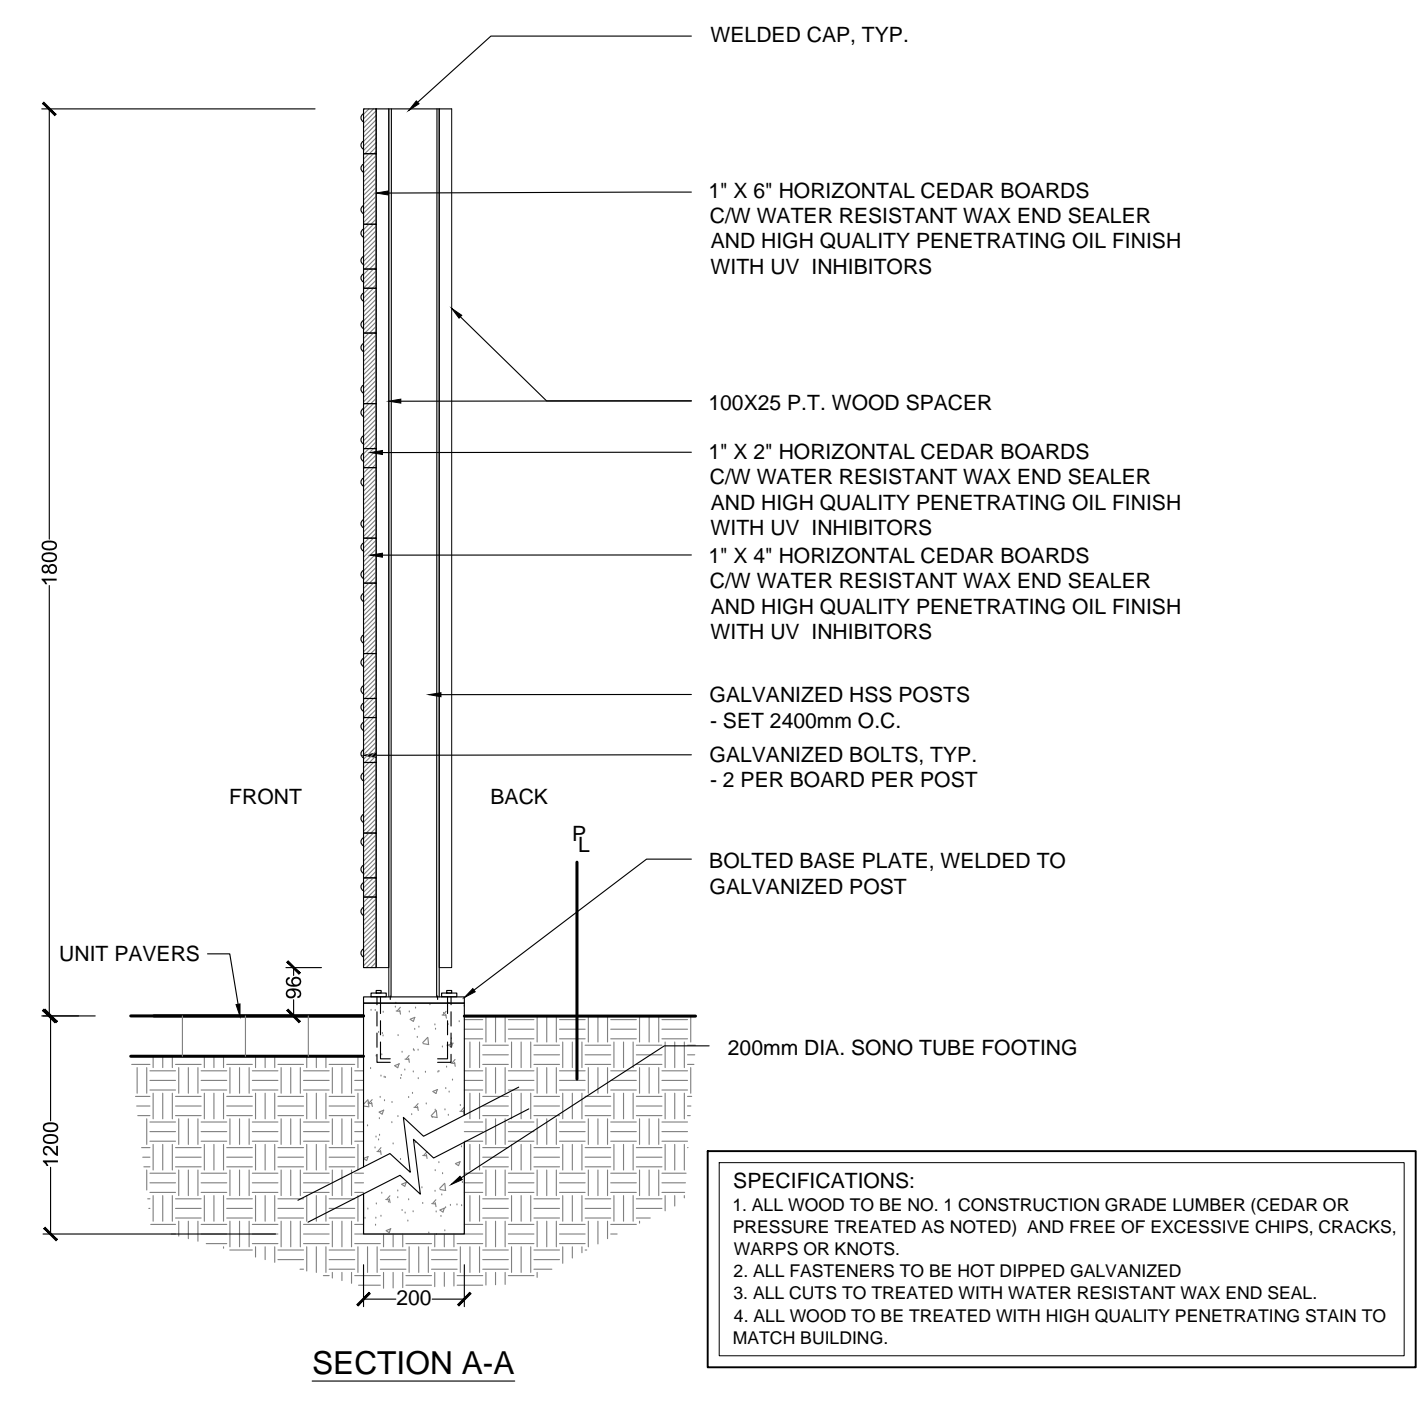 WELDED CAP, TYP.
1" X 6" HORIZONTAL CEDAR BOARDS
C/W WATER RESISTANT WAX END SEALER
AND HIGH QUALITY PENETRATING OIL FINISH
WITH UV INHIBITORS
100X25 P.T. WOOD SPACER
1" X 2" HORIZONTAL CEDAR BOARDS
C/W WATER RESISTANT WAX END SEALER
AND HIGH QUALITY PENETRATING OIL FINISH
WITH UV INHIBITORS
1" X 4" HORIZONTAL CEDAR BOARDS
C/W WATER RESISTANT WAX END SEALER
AND HIGH QUALITY PENETRATING OIL FINISH
WITH UV INHIBITORS
1800
GALVANIZED HSS POSTS
- SET 2400mm O.C.
GALVANIZED BOLTS, TYP.
- 2 PER BOARD PER POST
FRONT
BACK
PL
BOLTED BASE PLATE, WELDED TO
GALVANIZED POST
UNIT PAVERS
96
200mm DIA. SONO TUBE FOOTING
1200
200
SECTION A-A
SPECIFICATIONS:
1. ALL WOOD TO BE NO. 1 CONSTRUCTION GRADE LUMBER (CEDAR OR
PRESSURE TREATED AS NOTED) AND FREE OF EXCESSIVE CHIPS, CRACKS,
WARPS OR KNOTS.
2. ALL FASTENERS TO BE HOT DIPPED GALVANIZED
3. ALL CUTS TO TREATED WITH WATER RESISTANT WAX END SEAL.
4. ALL WOOD TO BE TREATED WITH HIGH QUALITY PENETRATING STAIN TO
MATCH BUILDING.